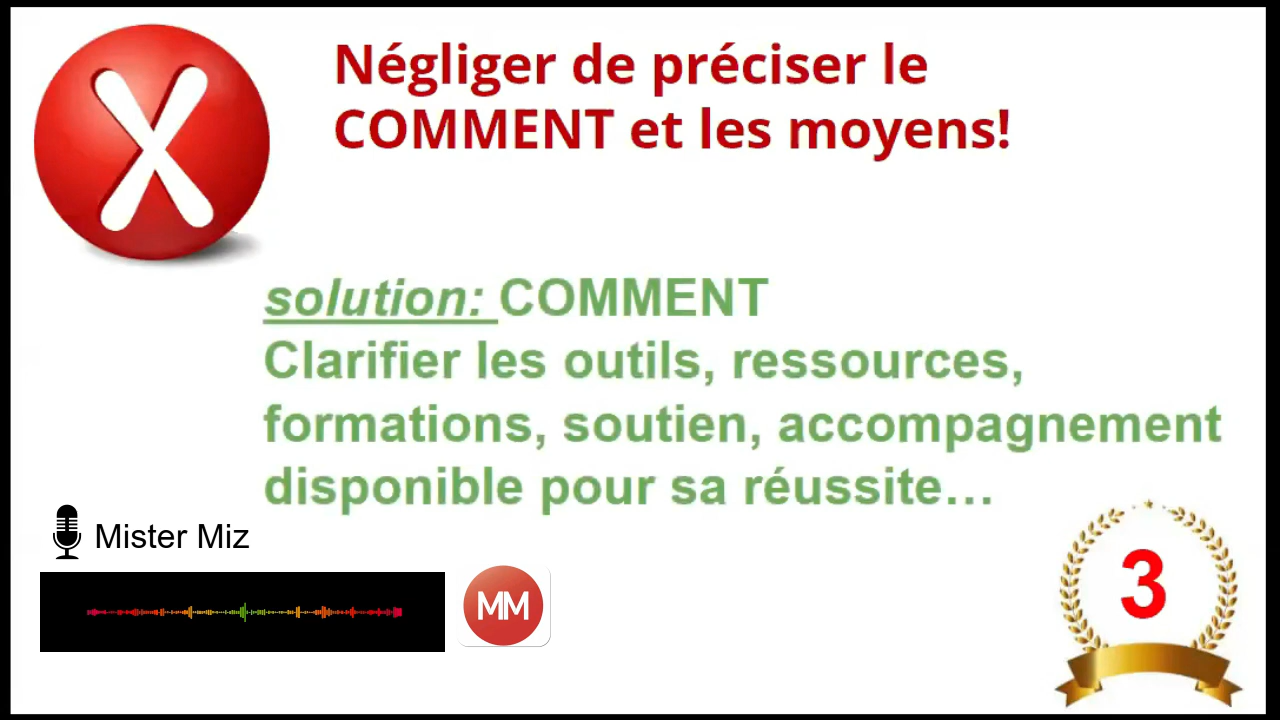 Négliger de préciser le
COMMENT et les moyens!
solution: COMMENT
Clarifier les outils, ressources,
formations, soutien, accompagnement
disponible pour sa réussite…
Mister Miz
MM
3